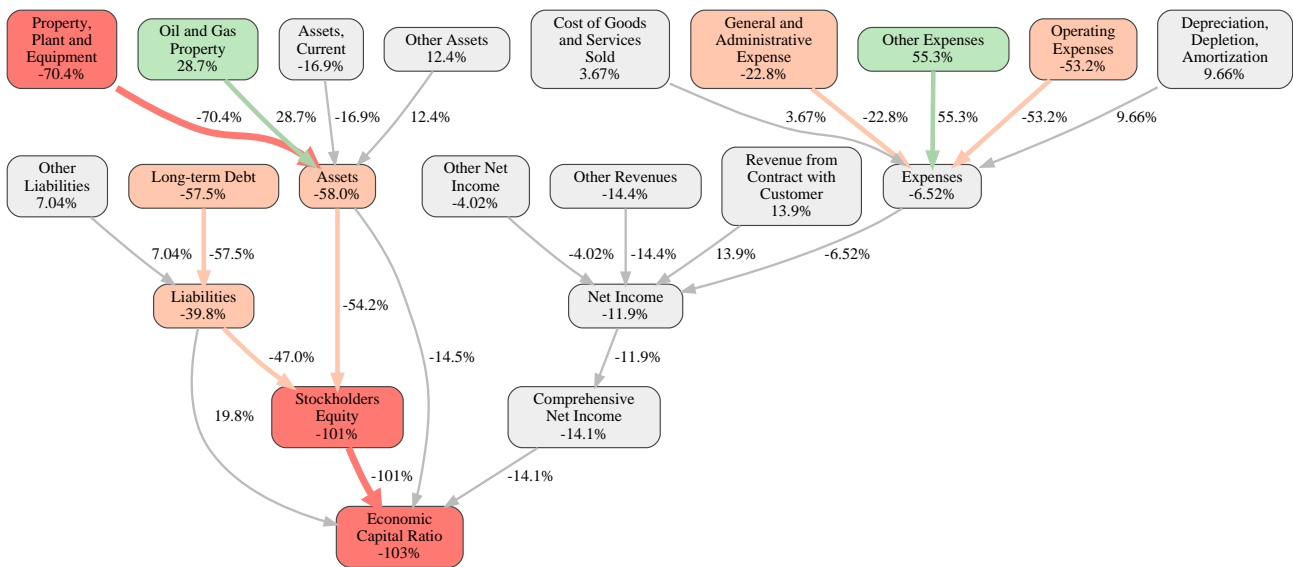 Property,
Plant and
Equipment
-70.4%
Oil and Gas
Property
28.7%
Assets,
Current
-16.9%
Other Assets
12.4%
Cost of Goods
and Services
Sold
3.67%
General and
Administrative
Expense
-22.8%
Other Expenses
55.3%
Operating
Expenses
-53.2%
Depreciation,
Depletion,
Amortization
9.66%
-70.4%
28.7%
-16.9%
12.4%
3.67%
-22.8%
55.3%
-53.2%
9.66%
Other
Liabilities
7.04%
Long-term Debt
-57.5%
Assets
-58.0%
Other Net
Income
-4.02%
Other Revenues
-14.4%
Revenue from
Contract with
Customer
13.9%
Expenses
-6.52%
7.04%
-57.5%
-4.02%
-14.4%
13.9%
-6.52%
Liabilities
-39.8%
-54.2%
Net Income
-11.9%
-47.0%
-14.5%
-11.9%
19.8%
Stockholders
Equity
-101%
Comprehensive
Net Income
-14.1%
-101%
-14.1%
Economic
Capital Ratio
-103%